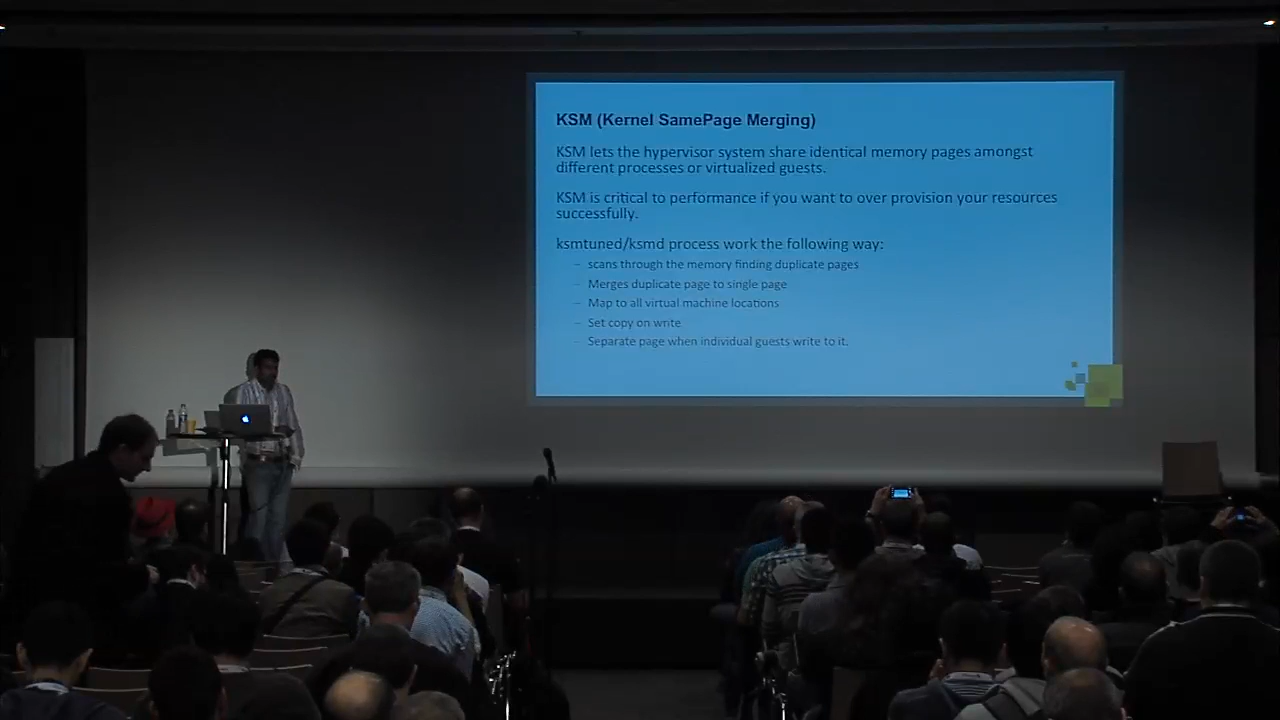 KSM (Kernel SamePage Merging)
KSM lets the hypervisor system share identical memory pages amongst
different processes or virtualized guests.
KSM is critical to performance if you want to over provision your resources
successfully.
ksmtuned/ksmd process work the following way:
– scans through the memory finding duplicate pages
– Merges duplicate page to single page
– Map to all virtual machine locations
– Set copy on write
– Separate page when individual guests write to it.